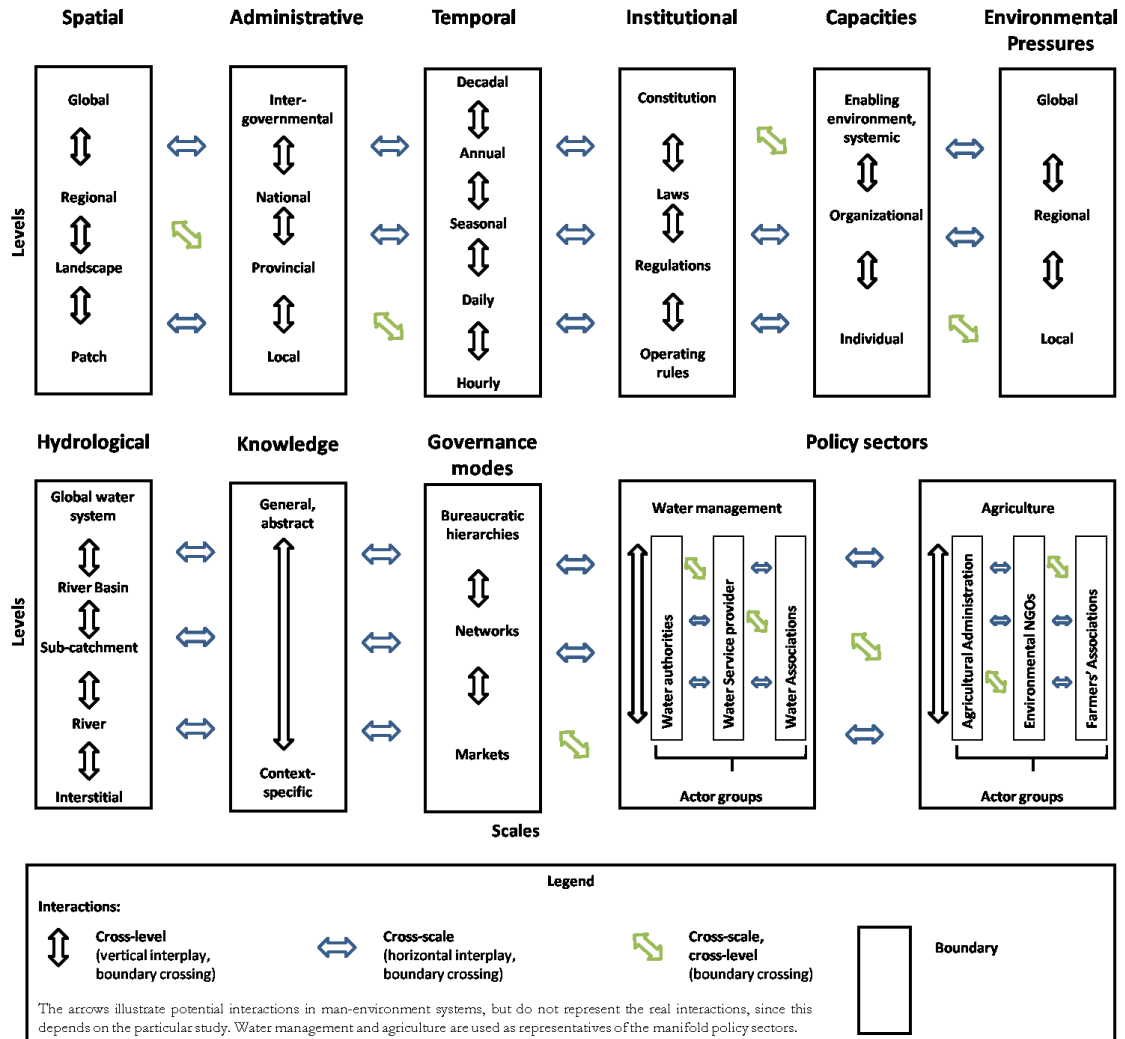 Spatial
Administrative
Temporal
Institutional
Capacities
Environmental
Pressures
Levels
Global
Regional
Landscape
Patch
Inter-
governmental
National
Provincial
Local
Decadal
Annual
Seasonal
Daily
Hourly
Constitution
Laws
Regulations
Operating
rules
Enabling
environment,
systemic
Organizational
Individual
Global
Regional
Local
Hydrological
Knowledge
Governance
modes
Policy sectors
Levels
Global water
system
River Basin
Sub-catchment
River
Interstitial
General,
abstract
Context-
specific
Bureaucratic
hierarchies
Networks
Markets
Water management
Water authorities
Water Service provider
Water Associations
Actor groups
Agriculture
Agricultural Administration
Environmental NGOs
Farmers' Associations
Actor groups
Scales
Legend
Interactions:
Cross-level
(vertical interplay,
boundary crossing)
Cross-scale
(horizontal interplay,
boundary crossing)
Cross-scale,
cross-level
(boundary crossing)
Boundary
The arrows illustrate potential interactions in man-environment systems, but do not represent the real interactions, since this
depends on the particular study. Water management and agriculture are used as representatives of the manifold policy sectors.